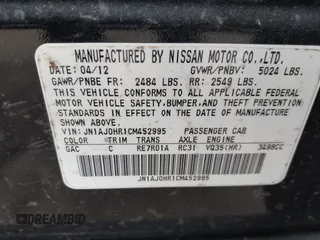 MANUFACTURED BY NISSAN MOTOR CO.,LTD.
DATE: 04/12 GVWR/PNBV: 5024 LBS.
GAWR/PNBE FR: 2484 LBS. RR: 2549 LBS.
THIS VEHICLE CONFORMS TO ALL APPLICABLE FEDERAL
MOTOR VEHICLE SAFETY, BUMPER, AND THEFT PREVENTION
STANDARDS IN EFFECT ON THE DATE OF MANUFACTURE
SHOWN ABOVE.
VIN: JN1AJ0HR1CM452995 PASSENGER CAR
COLOR TRIM TRANS AXLE ENGINE
GAC C RE7R01A RC31 VQ35(HR) 3498CC
JN1AJ0HR1CM452995
DREAMBID